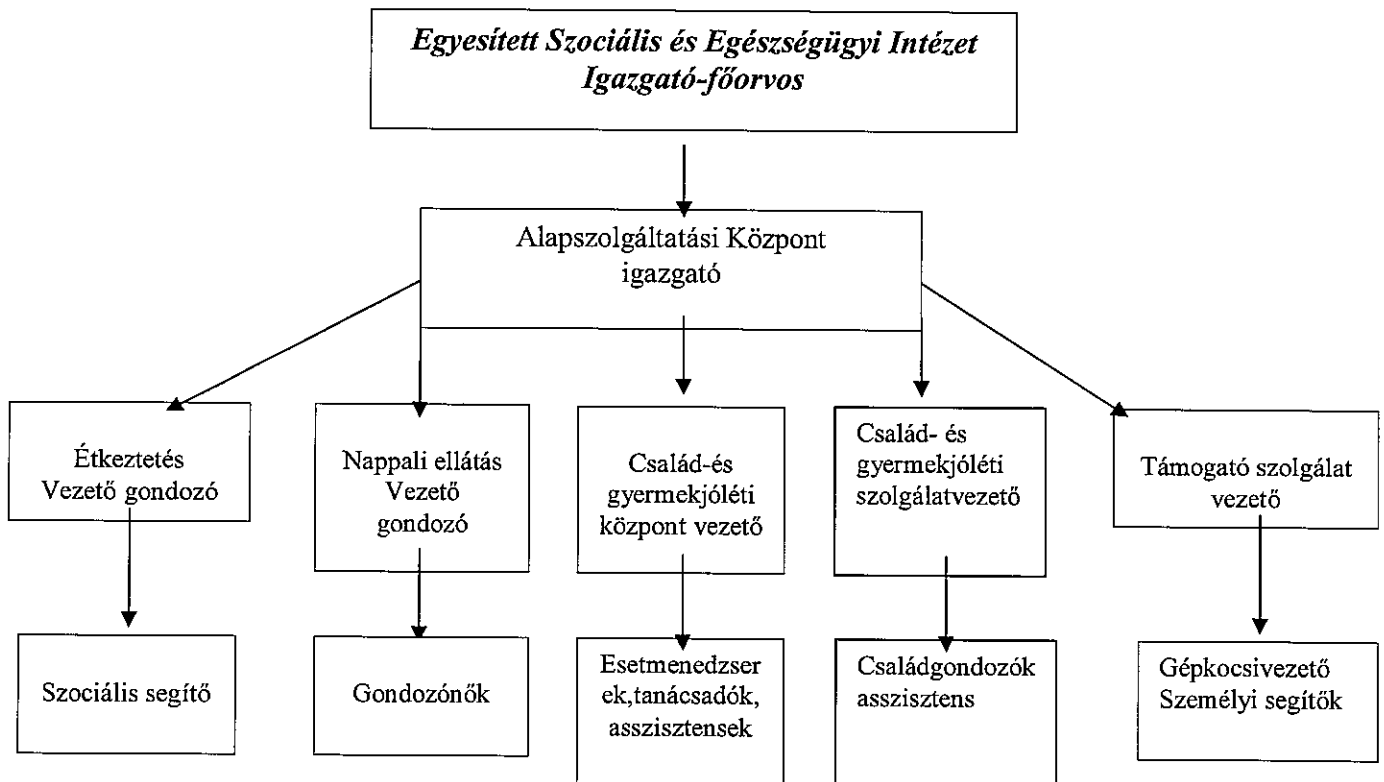 Egyesített Szociális és Egészségügyi Intézet
Igazgató-főorvos
Alapszolgáltatási Központ
igazgató
Étkeztetés
Vezető gondozó
Nappali ellátás
Vezető
gondozó
Család-és
gyermekjóléti
központ vezető
Család- és
gyermekjóléti
szolgálatvezető
Támogató szolgálat
vezető
Szociális segítő
Gondozónők
Esetmenedzser
ek,tanácsadók,
asszisztensek
Családgondozók
asszisztens
Gépkocsivezető
Személyi segítők